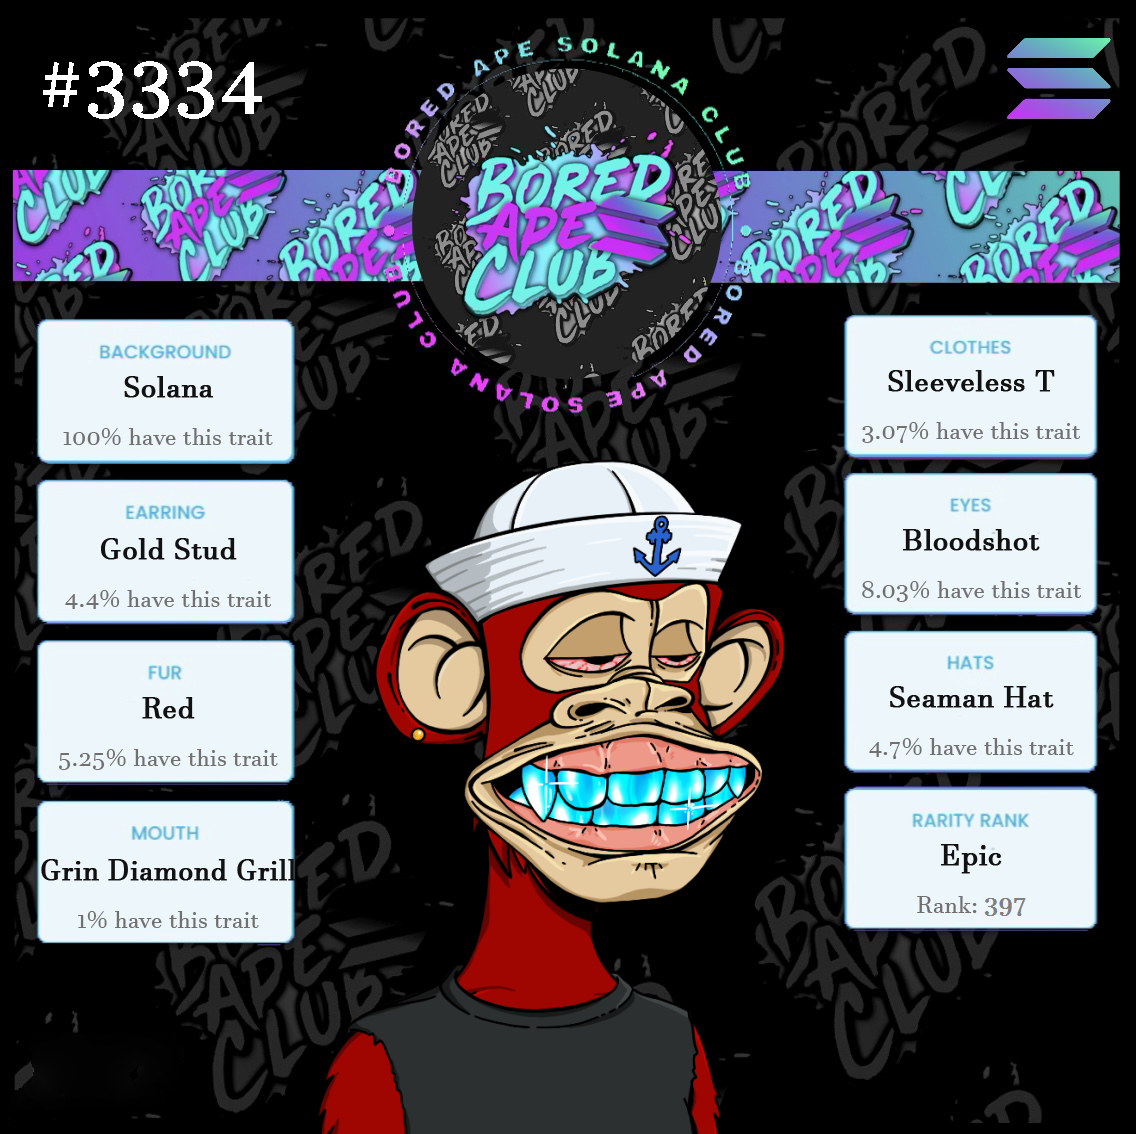 #3334
BORED APE SOLANA CLUB
BORED APE SOLANA CLUB
BORED
APE
CLUB
BACKGROUND
Solana
100% have this trait
EARRING
Gold Stud
4.4% have this trait
FUR
Red
5.25% have this trait
MOUTH
Grin Diamond Grill
1% have this trait
CLOTHES
Sleeveless T
3.07% have this trait
EYES
Bloodshot
8.03% have this trait
HATS
Seaman Hat
4.7% have this trait
RARITY RANK
Epic
Rank: 397